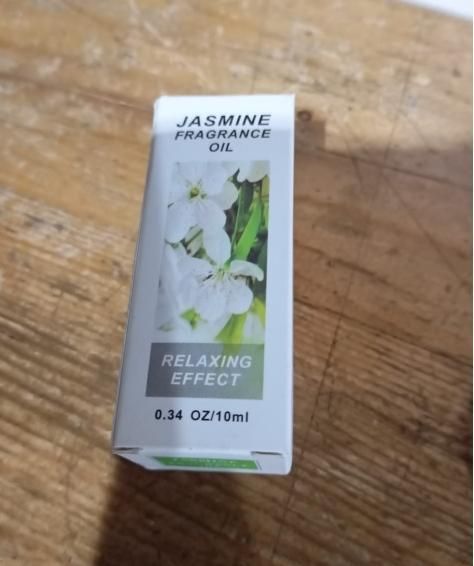 JASMINE
FRAGRANCE
OIL
RELAXING
EFFECT
0.34 OZ/10ml